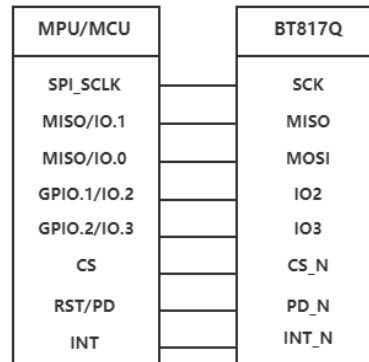 MPU/MCU BT817Q
SPI_SCLK SCK
MISO/IO.1 MISO
MISO/IO.0 MOSI
GPIO.1/IO.2 IO2
GPIO.2/IO.3 IO3
CS CS_N
RST/PD PD_N
INT INT_N